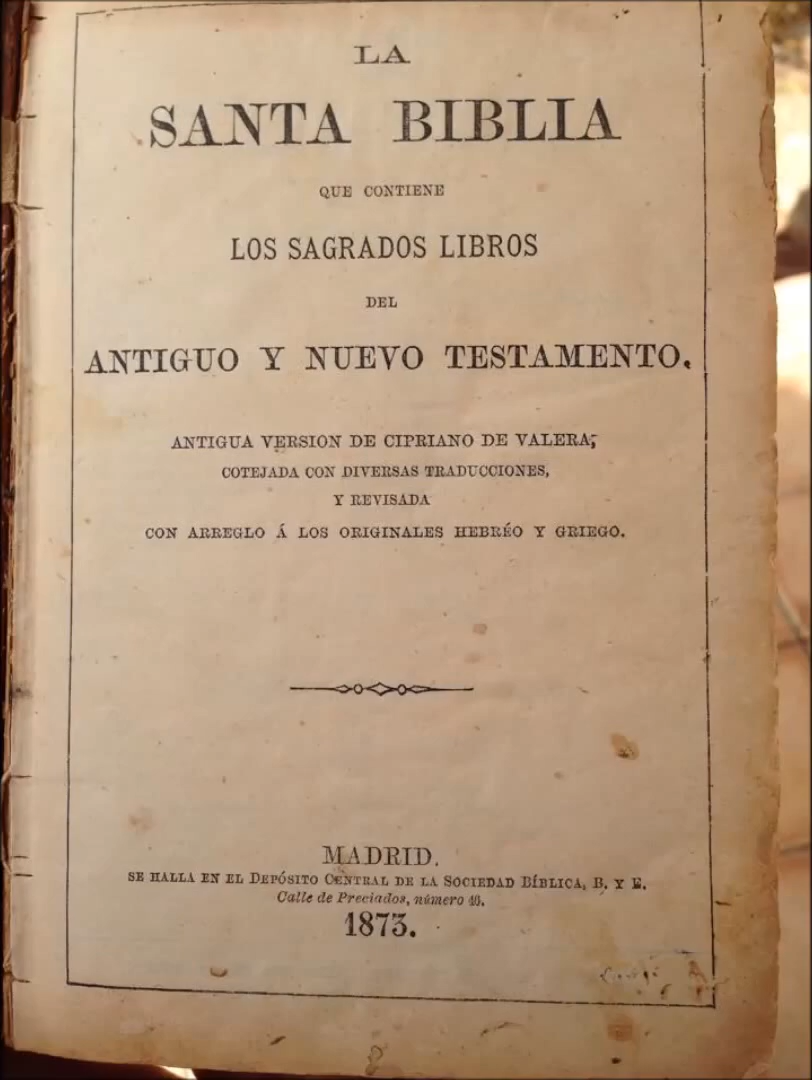 LA
SANTA BIBLIA
QUE CONTIENE
LOS SAGRADOS LIBROS
DEL
ANTIGUO Y NUEVO TESTAMENTO.
ANTIGUA VERSION DE CIPRIANO DE VALERA,
COTEJADA CON DIVERSAS TRADUCCIONES,
Y REVISADA
CON ARREGLO Á LOS ORIGINALES HEBRÉO Y GRIEGO.
MADRID.
SE HALLA EN EL DEPÓSITO CENTRAL DE LA SOCIEDAD BÍBLICA, B. Y E.
Calle de Preciados, número 46.
1873.